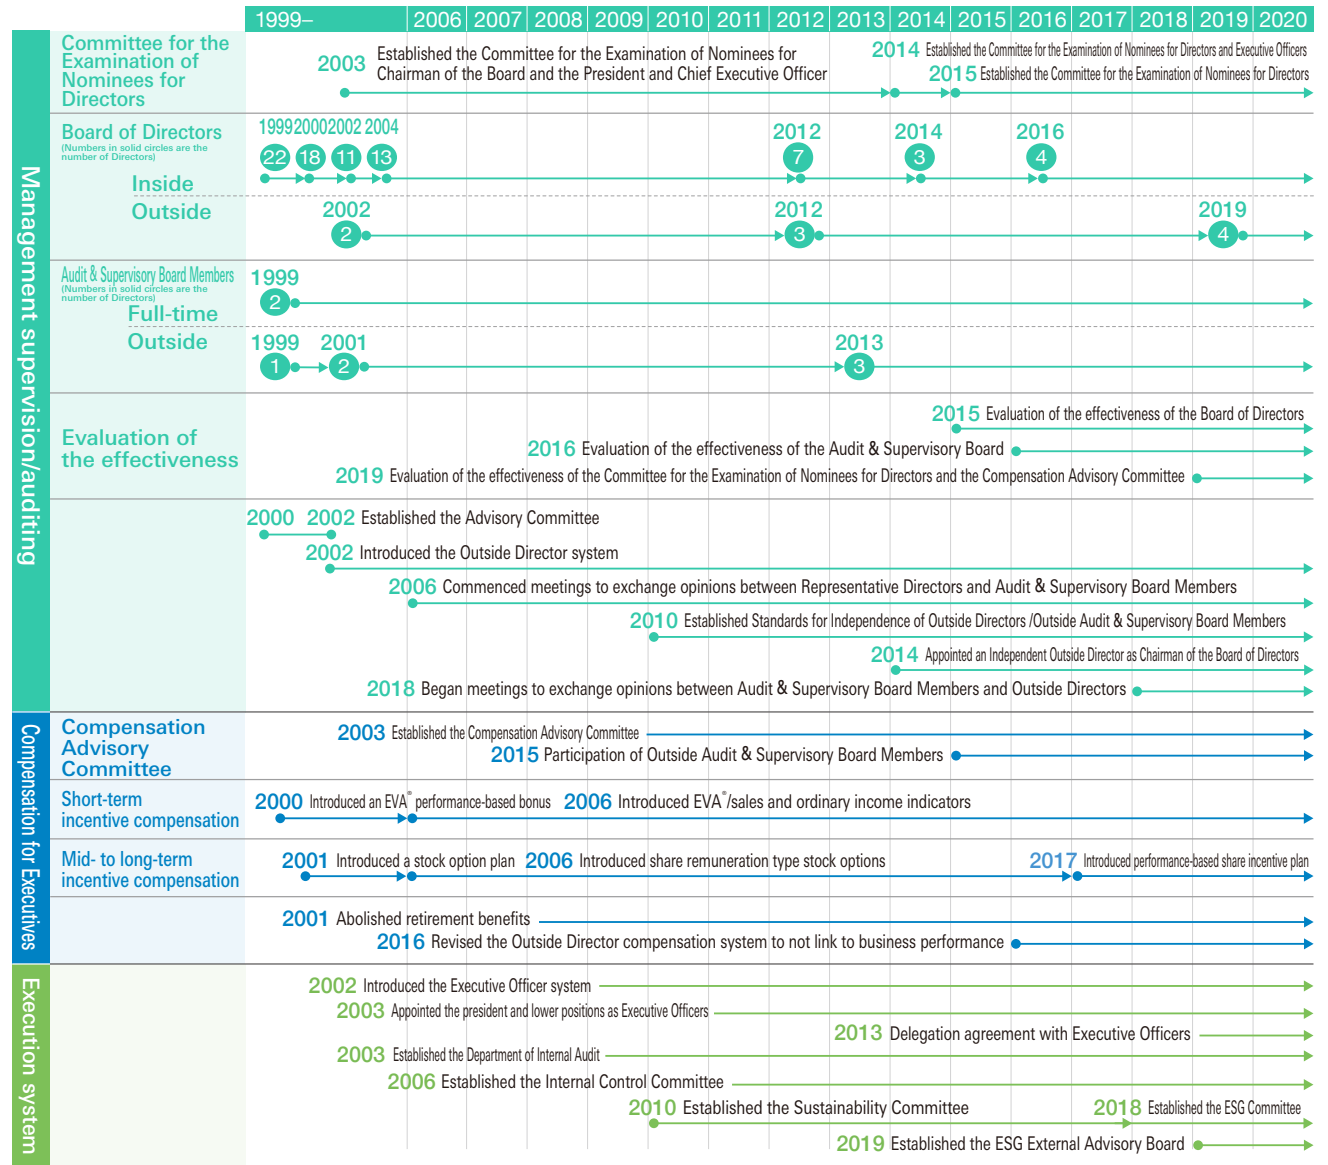 1999– 2006 2007 2008 2009 2010 2011 2012 2013 2014 2015 2016 2017 2018 2019 2020
Management supervision/auditing
Committee for the
Examination of
Nominees for
Directors
2003 Established the Committee for the Examination of Nominees for
Chairman of the Board and the President and Chief Executive Officer
2014 Established the Committee for the Examination of Nominees for Directors and Executive Officers
2015 Established the Committee for the Examination of Nominees for Directors
Board of Directors
(Numbers in solid circles are the
number of Directors)
Inside
1999 2000 2002 2004 2012 2014 2016
22 18 11 13 7 3 4
Outside
2002 2012 2019
2 3 4
Audit & Supervisory Board Members
(Numbers in solid circles are the
number of Directors)
Full-time
1999
2
Outside
1999 2001 2013
1 2 3
Evaluation of
the effectiveness
2015 Evaluation of the effectiveness of the Board of Directors
2016 Evaluation of the effectiveness of the Audit & Supervisory Board
2019 Evaluation of the effectiveness of the Committee for the Examination of Nominees for Directors and the Compensation Advisory Committee
2000 2002 Established the Advisory Committee
2002 Introduced the Outside Director system
2006 Commenced meetings to exchange opinions between Representative Directors and Audit & Supervisory Board Members
2010 Established Standards for Independence of Outside Directors /Outside Audit & Supervisory Board Members
2014 Appointed an Independent Outside Director as Chairman of the Board of Directors
2018 Began meetings to exchange opinions between Audit & Supervisory Board Members and Outside Directors
Compensation for Executives
Compensation
Advisory
Committee
2003 Established the Compensation Advisory Committee
2015 Participation of Outside Audit & Supervisory Board Members
Short-term
incentive compensation
2000 Introduced an EVA® performance-based bonus 2006 Introduced EVA®/sales and ordinary income indicators
Mid- to long-term
incentive compensation
2001 Introduced a stock option plan 2006 Introduced share remuneration type stock options 2017 Introduced performance-based share incentive plan
2001 Abolished retirement benefits
2016 Revised the Outside Director compensation system to not link to business performance
Execution system
2002 Introduced the Executive Officer system
2003 Appointed the president and lower positions as Executive Officers
2013 Delegation agreement with Executive Officers
2003 Established the Department of Internal Audit
2006 Established the Internal Control Committee
2010 Established the Sustainability Committee 2018 Established the ESG Committee
2019 Established the ESG External Advisory Board